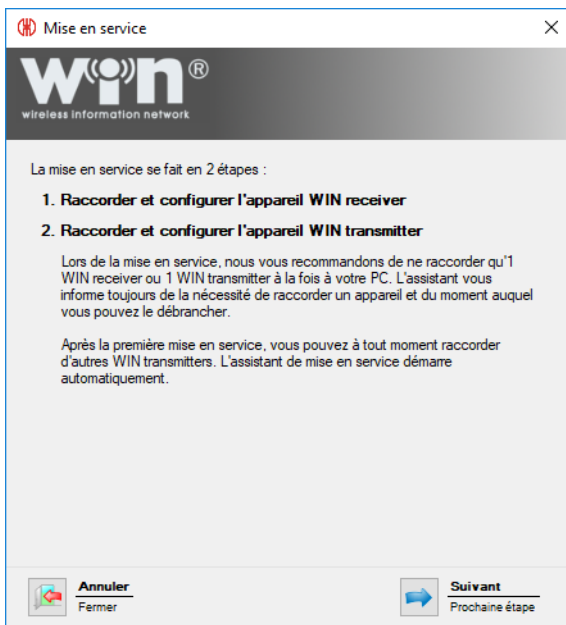 Mise en service
win®
wireless information network
La mise en service se fait en 2 étapes :
1. Raccorder et configurer l'appareil WIN receiver
2. Raccorder et configurer l'appareil WIN transmitter
Lors de la mise en service, nous vous recommandons de ne raccorder qu'1
WIN receiver ou 1 WIN transmitter à la fois à votre PC. L'assistant vous
informe toujours de la nécessité de raccorder un appareil et du moment auquel
vous pouvez le débrancher.
Après la première mise en service, vous pouvez à tout moment raccorder
d'autres WIN transmitters. L'assistant de mise en service démarre
automatiquement.
Annuler
Fermer
Suivant
Prochaine étape